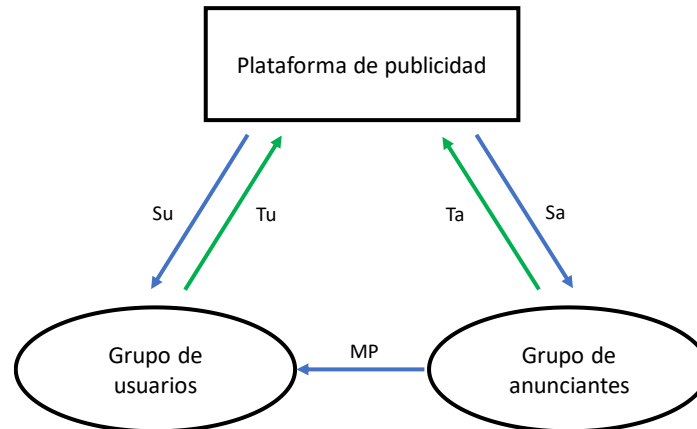 Plataforma de publicidad
Su
Tu
Ta
Sa
MP
Grupo de
usuarios
Grupo de
anunciantes